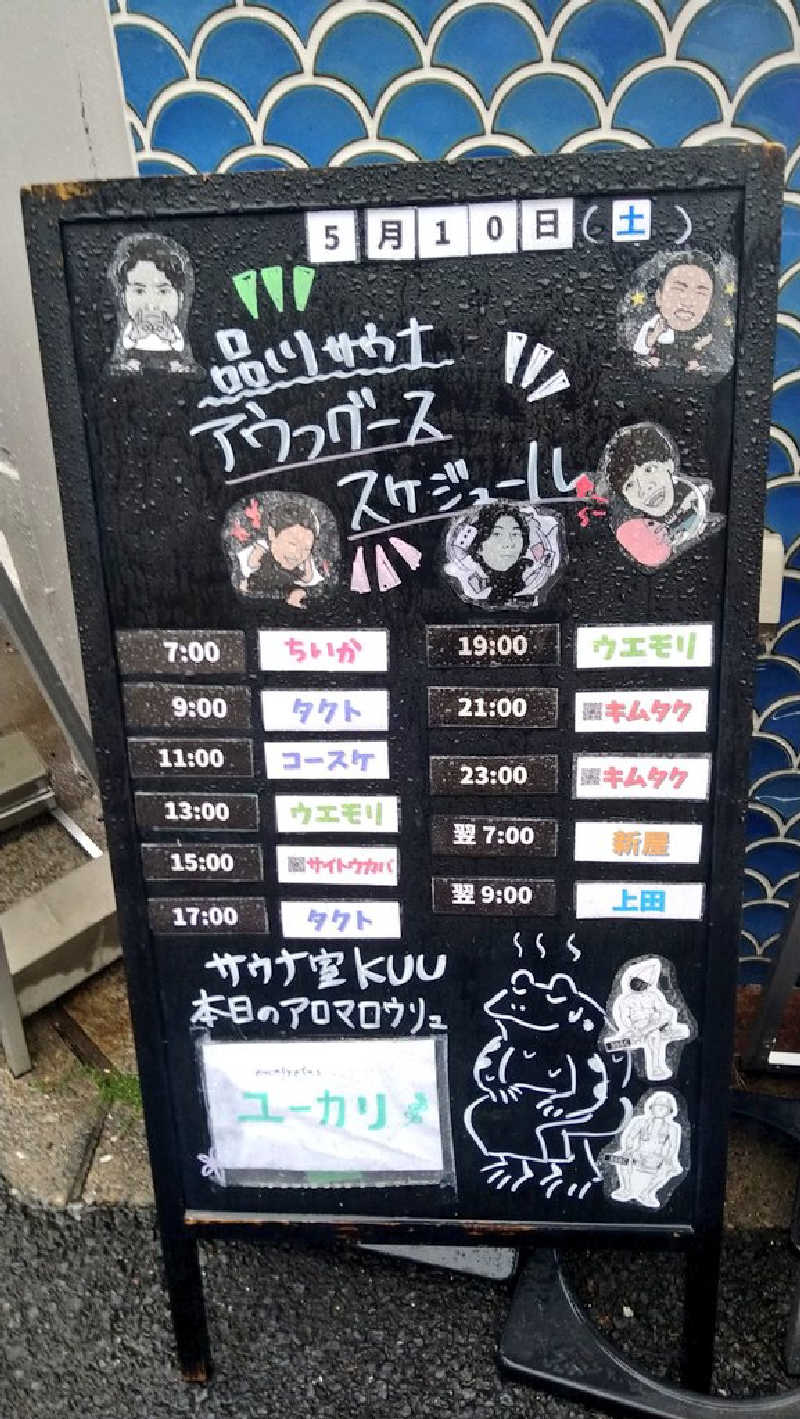 5月10日(土)
品川サウナ
アウフグース
スケジュール
7:00 ちいか
9:00 タクト
11:00 コースケ
13:00 ウエモリ
15:00 サイトウカバ
17:00 タクト
19:00 ウエモリ
21:00 キムタク
23:00 キムタク
翌7:00 新屋
翌9:00 上田
サウナ室KUU
本日のアロマロウリュ
eucalyptus
ユーカリ